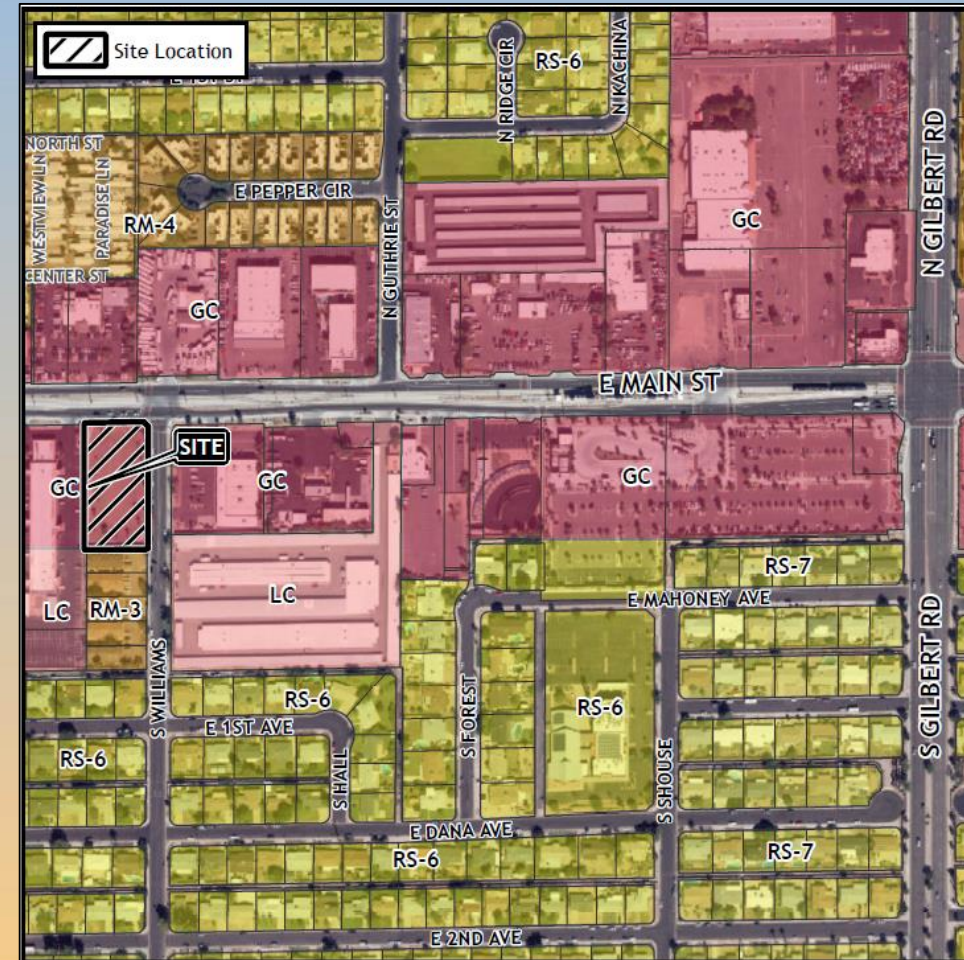 Site Location
RS-6
N RIDGE CIR
N KACHINA
N GILBERT RD
NORTH ST
WESTVIEW LN
PARADISE LN
E PEPPER CIR
RM-4
N GUTHRIE ST
GC
CENTER ST
GC
E MAIN ST
SITE
GC
GC
GC
LC
RM-3
LC
RS-7
E MAHONEY AVE
S GILBERT RD
S WILLIAMS
RS-6
E 1ST AVE
S HALL
S FOREST
RS-6
S SHOUSE
RS-6
E DANA AVE
RS-6
RS-7
E 2ND AVE